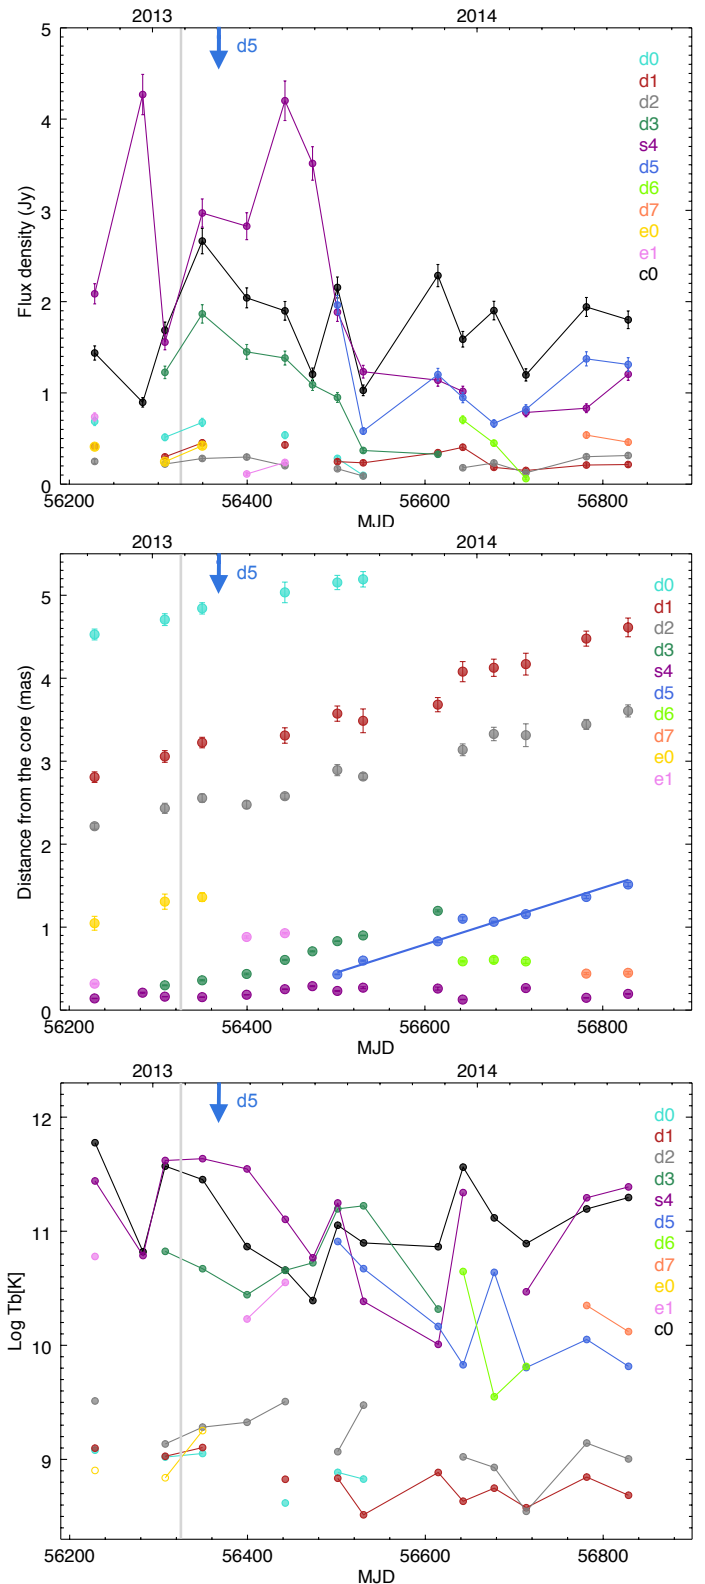 2013 2014
5
d5
d0
d1
d2
4
d3
s4
d5
d6
3
d7
e0
e1
c0
Flux density (Jy)
2
1
0
56200 56400 56600 56800
MJD
2013 2014
d5
5
d0
d1
d2
d3
4
s4
d5
d6
d7
3
e0
e1
Distance from the core (mas)
2
1
0
56200 56400 56600 56800
MJD
2013 2014
d5
12
d0
d1
d2
d3
s4
11
d5
d6
d7
e0
e1
c0
Log Tb[K]
10
9
56200 56400 56600 56800
MJD